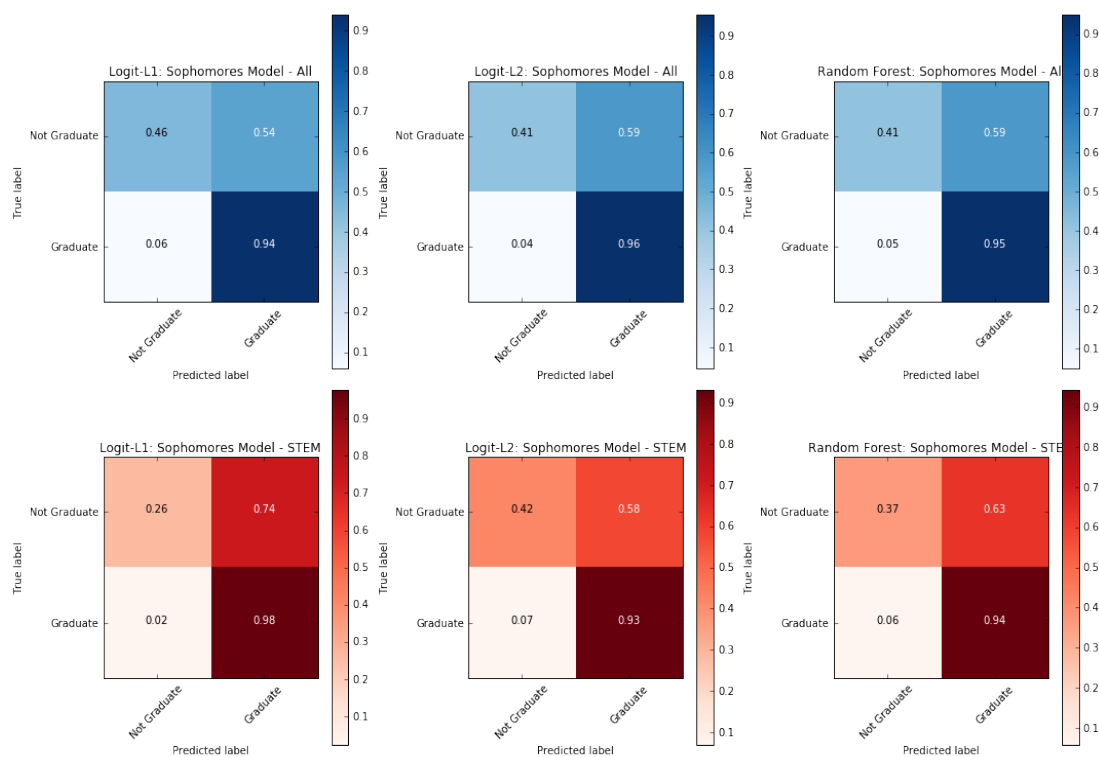 Logit-L1: Sophomores Model - All
Not Graduate
Graduate
True label
0.46
0.54
0.06
0.94
Not Graduate
Graduate
Predicted label
0.9
0.8
0.7
0.6
0.5
0.4
0.3
0.2
0.1
Logit-L2: Sophomores Model - All
Not Graduate
Graduate
True label
0.41
0.59
0.04
0.96
Not Graduate
Graduate
Predicted label
0.9
0.8
0.7
0.6
0.5
0.4
0.3
0.2
0.1
Random Forest: Sophomores Model - Al
Not Graduate
Graduate
True label
0.41
0.59
0.05
0.95
Not Graduate
Graduate
Predicted label
0.9
0.8
0.7
0.6
0.5
0.4
0.3
0.2
0.1
Logit-L1: Sophomores Model - STEM
Not Graduate
Graduate
True label
0.26
0.74
0.02
0.98
Not Graduate
Graduate
Predicted label
0.9
0.8
0.7
0.6
0.5
0.4
0.3
0.2
0.1
Logit-L2: Sophomores Model - STEM
Not Graduate
Graduate
True label
0.42
0.58
0.07
0.93
Not Graduate
Graduate
Predicted label
0.9
0.8
0.7
0.6
0.5
0.4
0.3
0.2
0.1
Random Forest: Sophomores Model - STE
Not Graduate
Graduate
True label
0.37
0.63
0.06
0.94
Not Graduate
Graduate
Predicted label
0.9
0.8
0.7
0.6
0.5
0.4
0.3
0.2
0.1